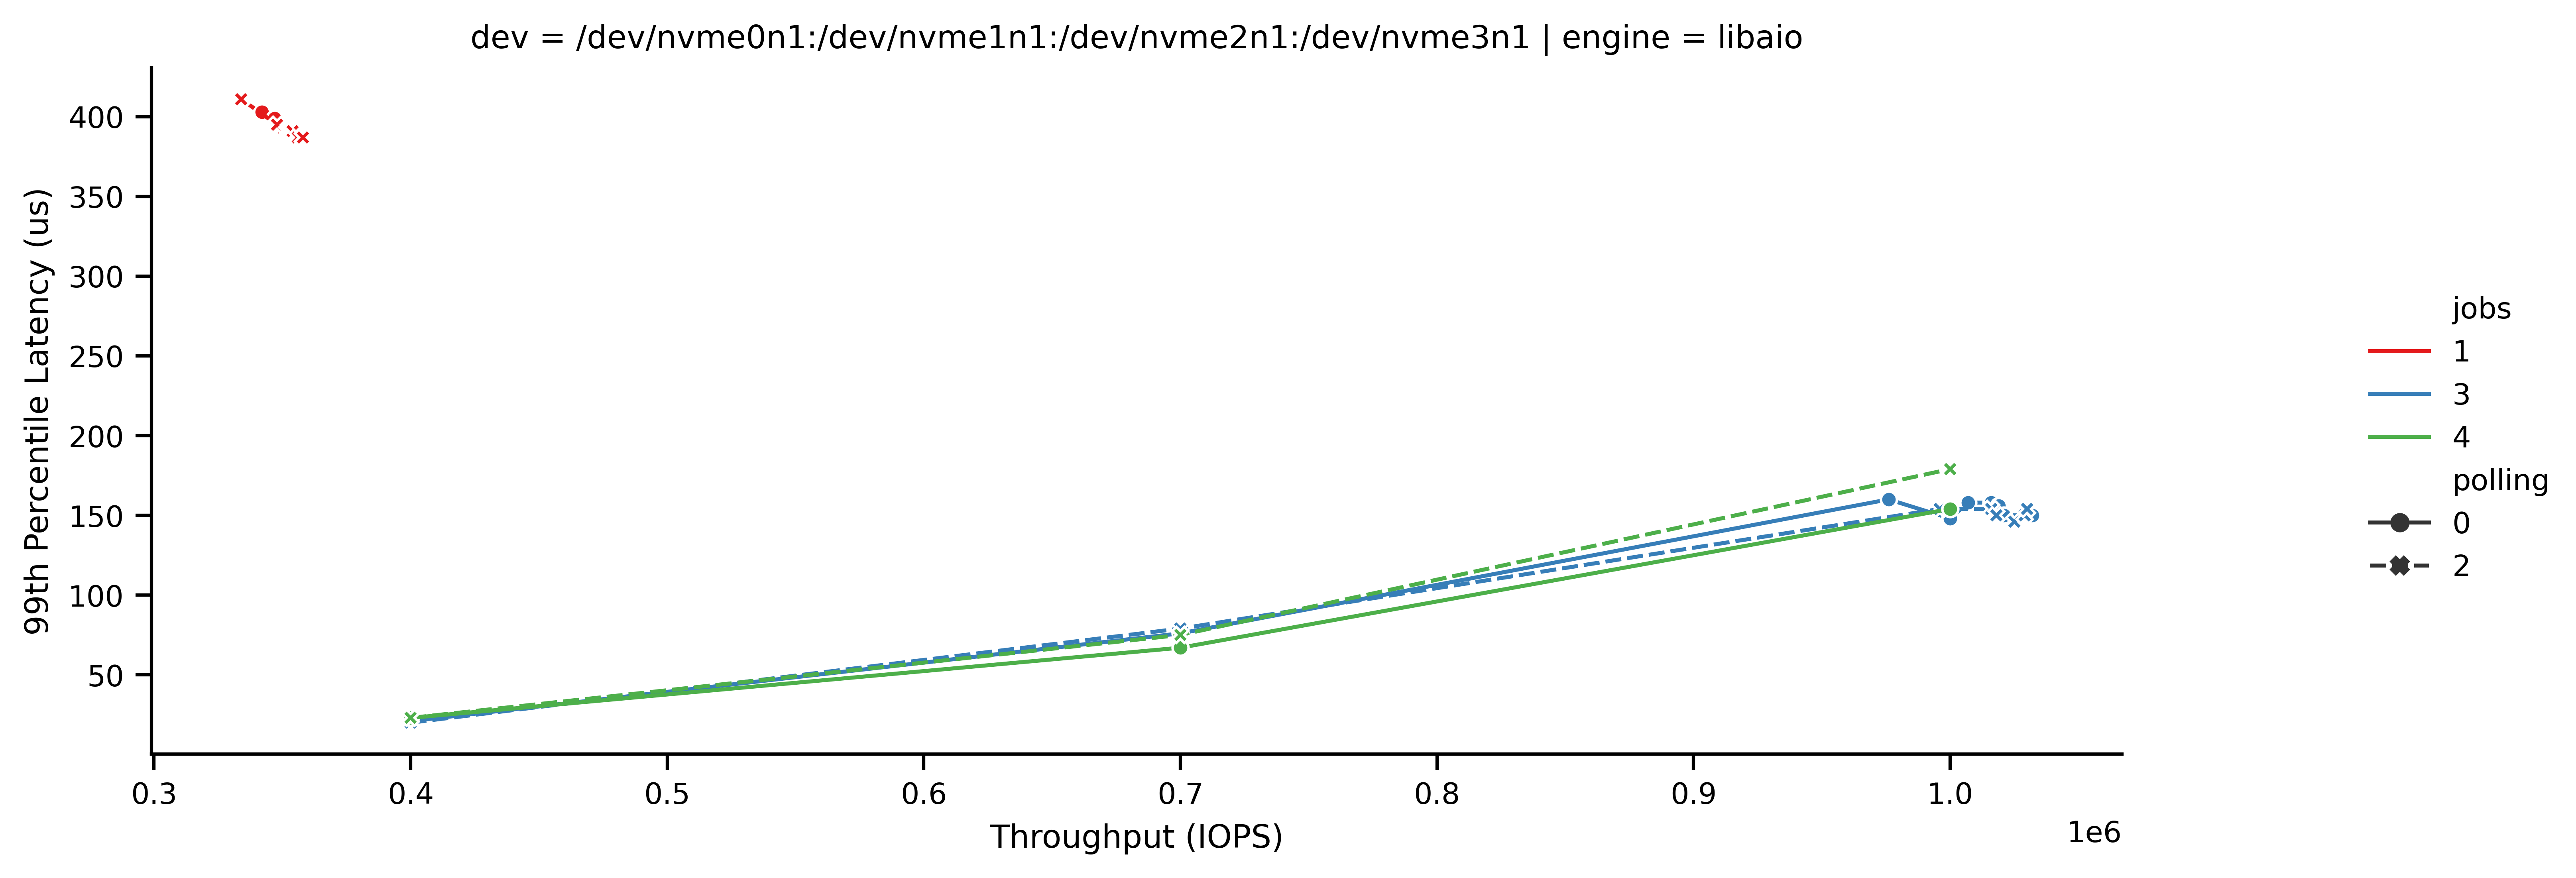 dev = /dev/nvme0n1:/dev/nvme1n1:/dev/nvme2n1:/dev/nvme3n1 | engine = libaio
99th Percentile Latency (us)
400
350
300
250
200
150
100
50
0.3 0.4 0.5 0.6 0.7 0.8 0.9 1.0
1e6
Throughput (IOPS)
jobs
1
3
4
polling
0
2